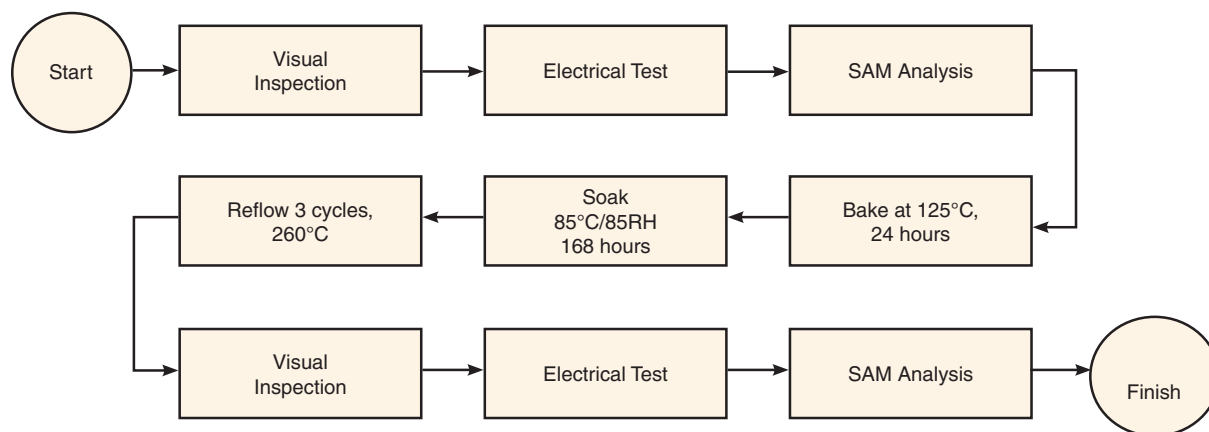 Start
Visual
Inspection
Electrical Test
SAM Analysis
Bake at 125°C,
24 hours
Soak
85°C/85RH
168 hours
Reflow 3 cycles,
260°C
Visual
Inspection
Electrical Test
SAM Analysis
Finish